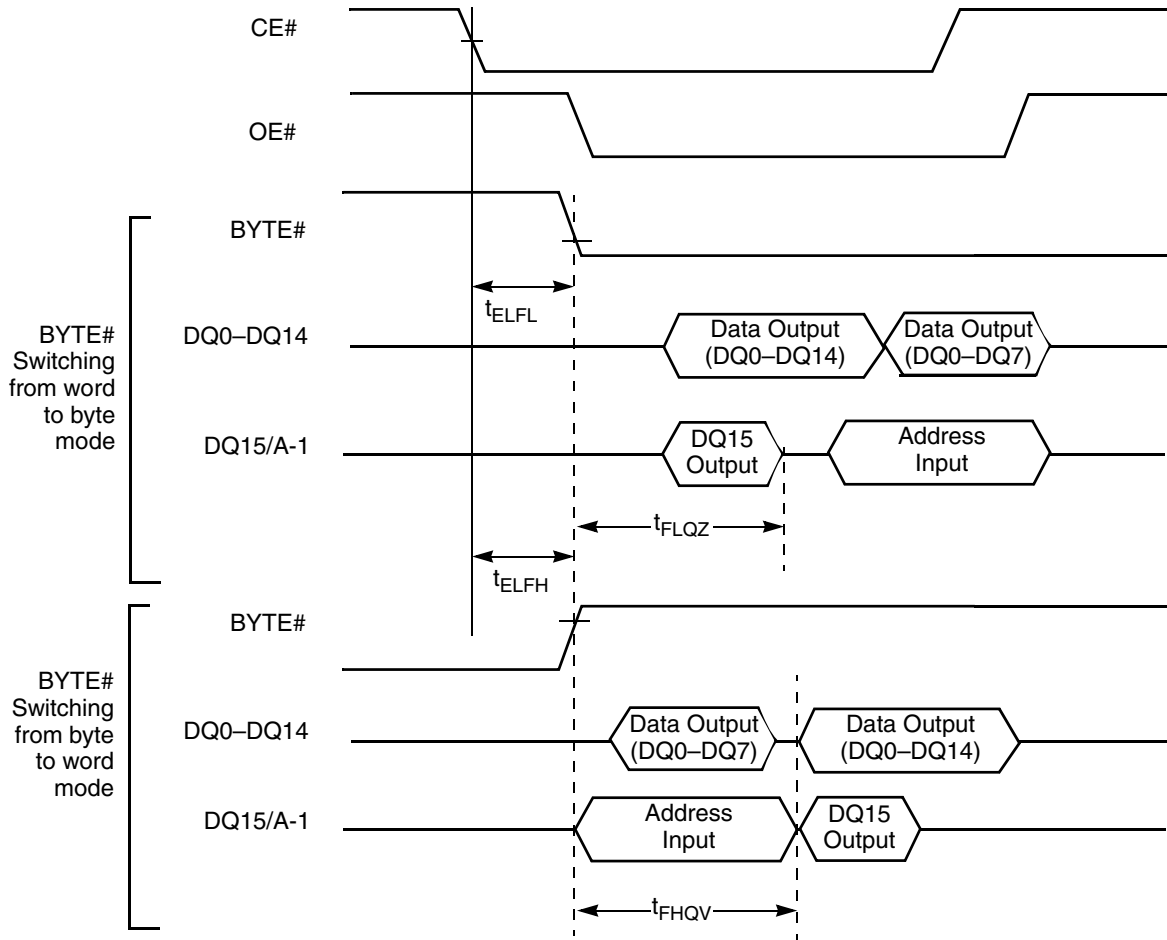 CE#
OE#
BYTE#
tELFL
BYTE#
Switching
from word
to byte
mode
DQ0–DQ14
Data Output
(DQ0–DQ14)
Data Output
(DQ0–DQ7)
DQ15/A-1
DQ15
Output
Address
Input
tFLQZ
tELFH
BYTE#
BYTE#
Switching
from byte
to word
mode
DQ0–DQ14
Data Output
(DQ0–DQ7)
Data Output
(DQ0–DQ14)
DQ15/A-1
Address
Input
DQ15
Output
tFHQV